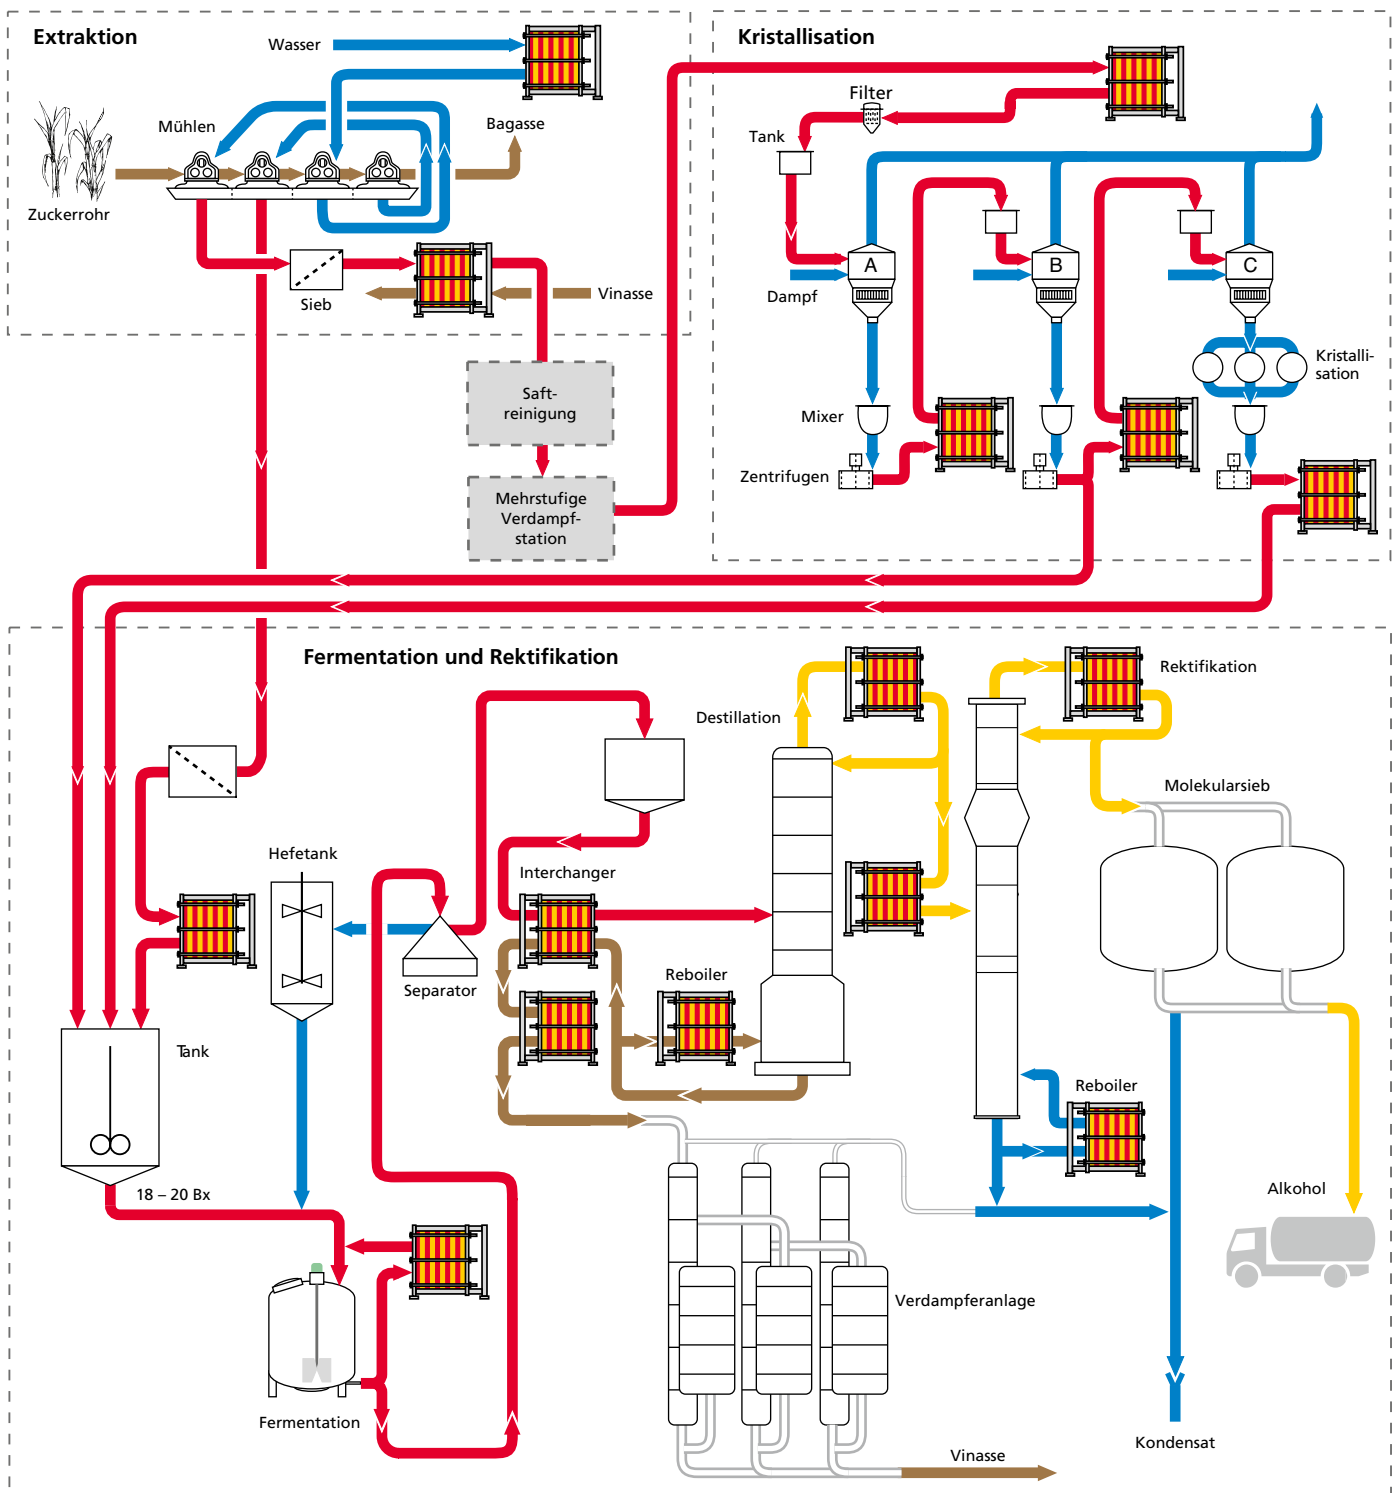 Extraktion
Wasser
Mühlen
Bagasse
Zuckerrohr
Sieb
Vinasse
Saft-
reinigung
Mehrstufige
Verdampf-
station
Kristallisation
Filter
Tank
A
B
C
Dampf
Kristalli-
sation
Mixer
Zentrifugen
Fermentation und Rektifikation
Destillation
Rektifikation
Molekularsieb
Hefetank
Interchanger
Separator
Reboiler
Tank
Reboiler
18 – 20 Bx
Alkohol
Verdampferanlage
Fermentation
Kondensat
Vinasse